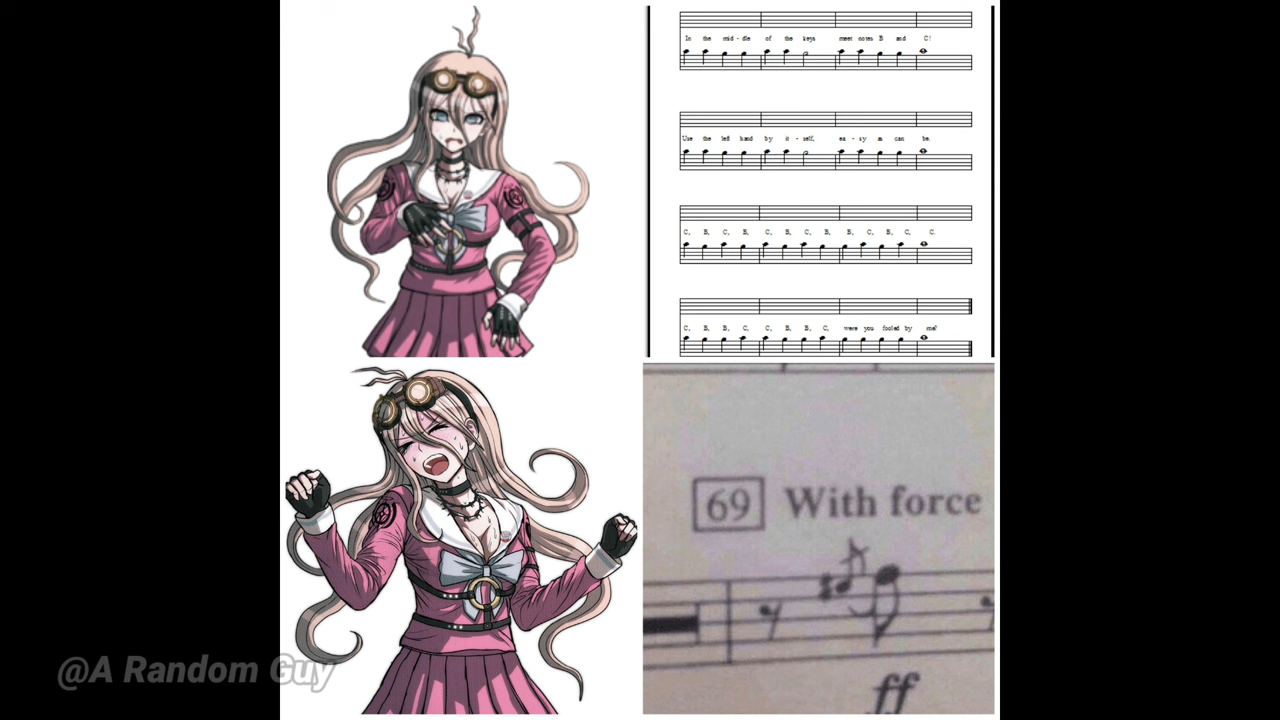 In the mid - dle of the keys meet notes B and C!
Use the left hand by it - self, ea - sy as can be.
C, B, C, B, C, B, C, B, B, C, B, C, C.
C, B, B, C, C, B, B, C, were you fooled by me?
69 With force
ff
@A Random Guy